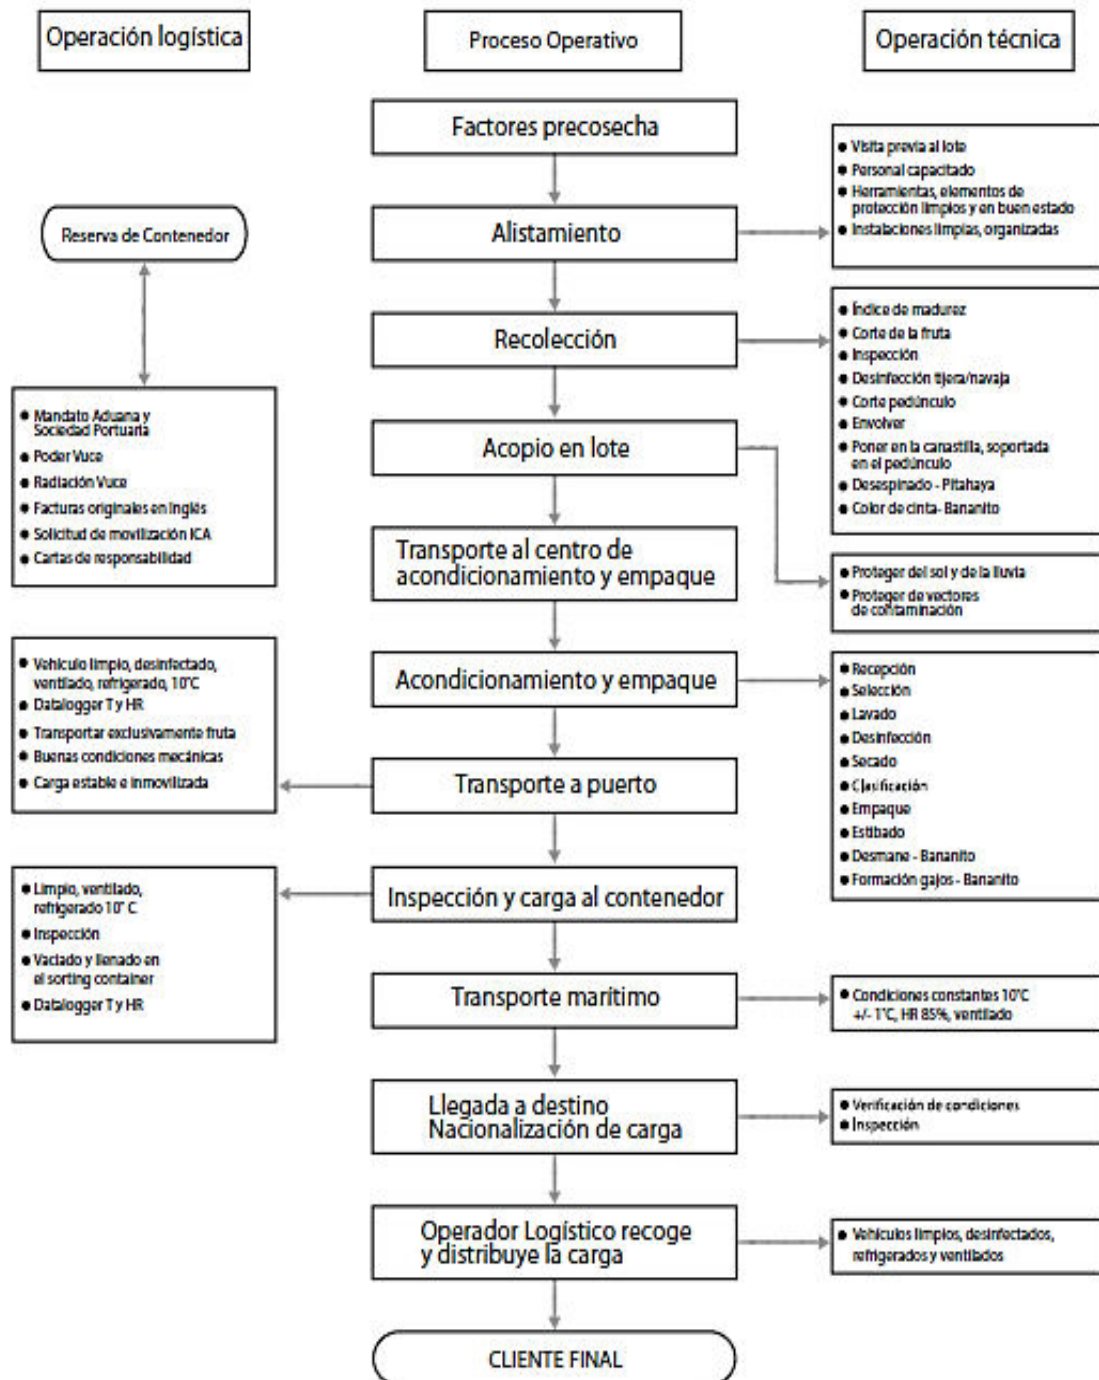 Operación logística
Proceso Operativo
Operación técnica
Factores precosecha
Alistamiento
● Visita previa al lote
● Personal capacitado
● Herramientas, elementos de
protección limpios y en buen estado
● Instalaciones limpias, organizadas
Reserva de Contenedor
Recolección
● Índice de madurez
● Corte de la fruta
● Inspección
● Desinfección tijera/navaja
● Corte pedúnculo
● Envolver
● Poner en la canastilla, soportada
en el pedúnculo
● Desespinado - Pitahaya
● Color de cinta- Bananito
● Mandato Aduana y
Sociedad Portuaria
● Poder Vuce
● Radiación Vuce
● Facturas originales en Inglés
● Solicitud de movilización ICA
● Cartas de responsabilidad
Acopio en lote
● Proteger del sol y de la lluvia
● Proteger de vectores
de contaminación
Transporte al centro de
acondicionamiento y empaque
Acondicionamiento y empaque
● Recepción
● Selección
● Lavado
● Desinfección
● Secado
● Clasificación
● Empaque
● Estibado
● Desmane - Bananito
● Formación gajos - Bananito
● Vehículo limpio, desinfectado,
ventilado, refrigerado, 10°C
● Datalogger T y HR
● Transportar exclusivamente fruta
● Buenas condiciones mecánicas
● Carga estable e inmovilizada
Transporte a puerto
Inspección y carga al contenedor
● Limpio, ventilado,
refrigerado 10° C
● Inspección
● Vaciado y llenado en
el sorting container
● Datalogger T y HR
Transporte marítimo
● Condiciones constantes 10°C
+/- 1°C, HR 85%, ventilado
Llegada a destino
Nacionalización de carga
● Verificación de condiciones
● Inspección
Operador Logístico recoge
y distribuye la carga
● Vehículos limpios, desinfectados,
refrigerados y ventilados
CLIENTE FINAL